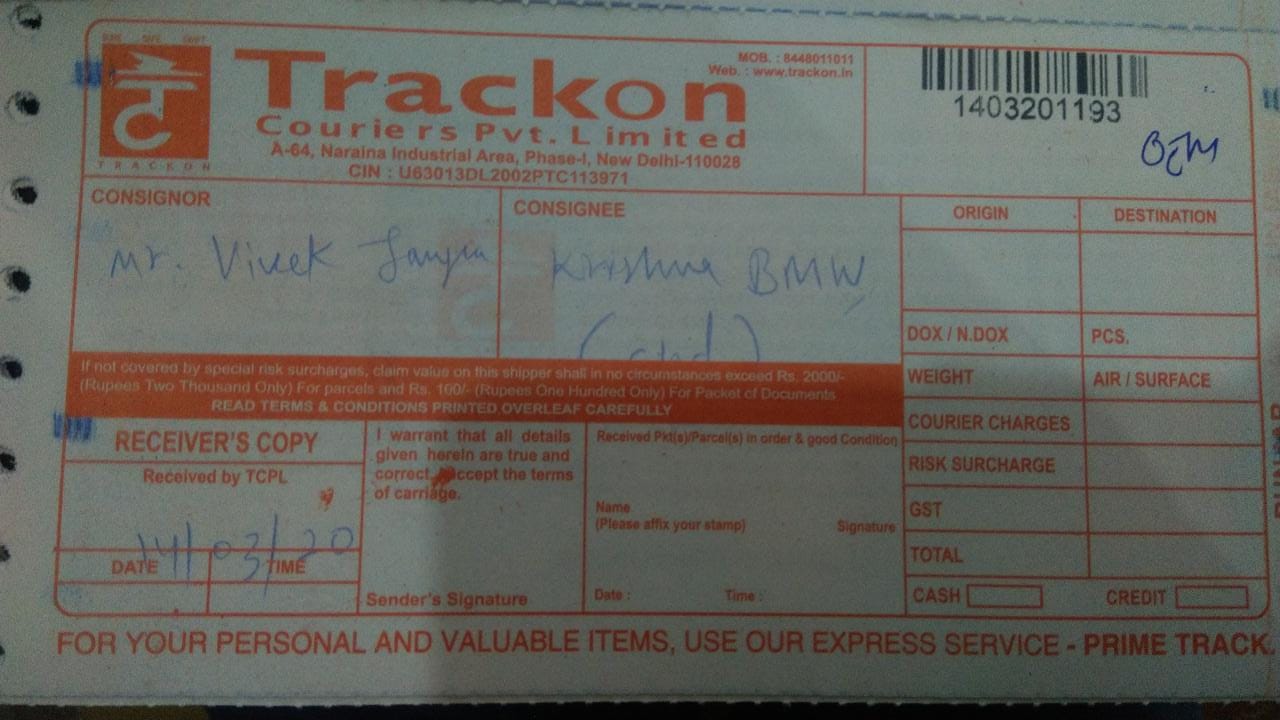 SURE SAFE SWIFT
TRACKON
Trackon
Couriers Pvt. Limited
A-64, Naraina Industrial Area, Phase-I, New Delhi-110028
CIN : U63013DL2002PTC113971
MOB. : 8448011011
Web. : www.trackon.in
1403201193
CONSIGNOR
Mr. Vivek
CONSIGNEE
Krishna BMW
(chd)
ORIGIN
DESTINATION
DOX / N.DOX
PCS.
WEIGHT
AIR / SURFACE
COURIER CHARGES
RISK SURCHARGE
GST
TOTAL
CASH
CREDIT
If not covered by special risk surcharges, claim value on this shipper shall in no circumstances exceed Rs. 2000/-
(Rupees Two Thousand Only) For parcels and Rs. 100/- (Rupees One Hundred Only) For Packet of Documents
READ TERMS & CONDITIONS PRINTED OVERLEAF CAREFULLY
RECEIVER'S COPY
Received by TCPL
14/03/20
DATE
TIME
I warrant that all details
given herein are true and
correct. accept the terms
of carriage.
Sender's Signature
Received Pkt(s)/Parcel(s) in order & good Condition
Name
(Please affix your stamp)
Signature
Date :
Time :
FOR YOUR PERSONAL AND VALUABLE ITEMS, USE OUR EXPRESS SERVICE - PRIME TRACK